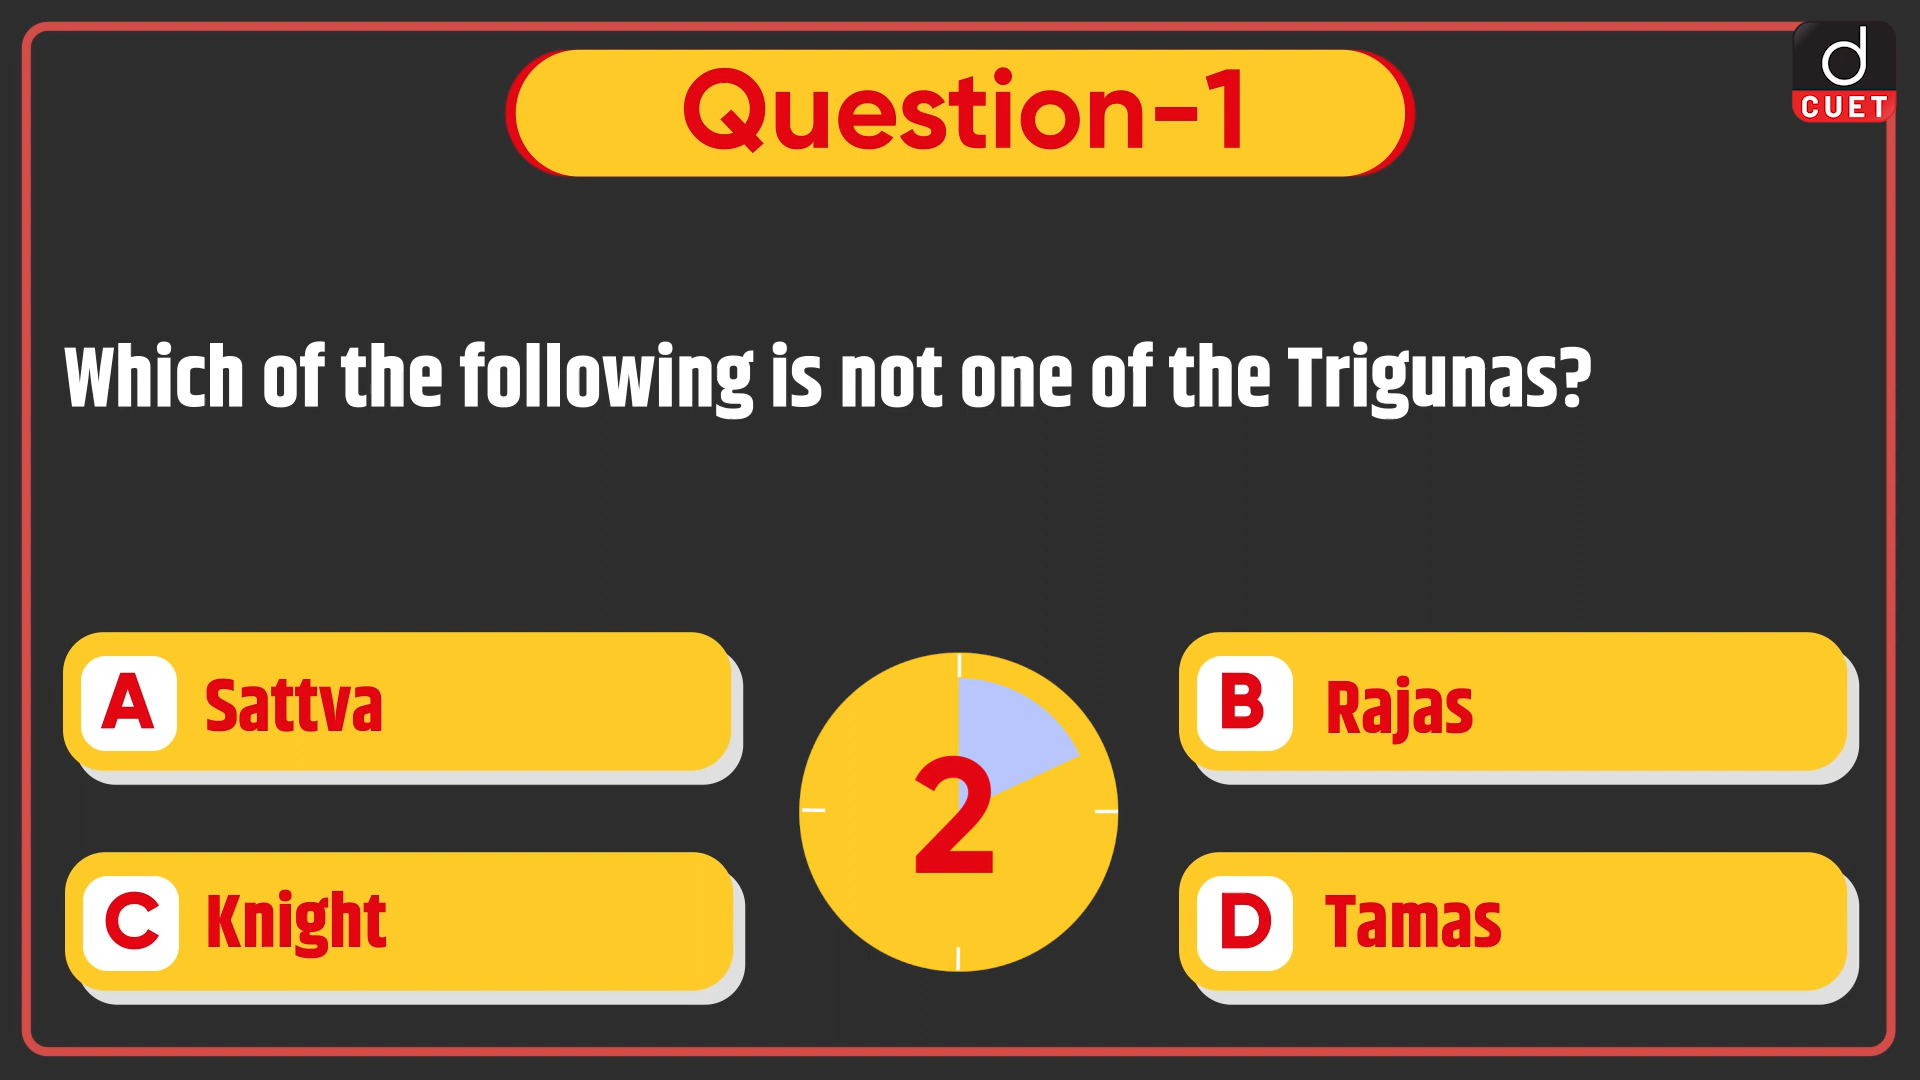 Question-1
d
CUET
Which of the following is not one of the Trigunas?
A Sattva
B Rajas
2
C Knight
D Tamas